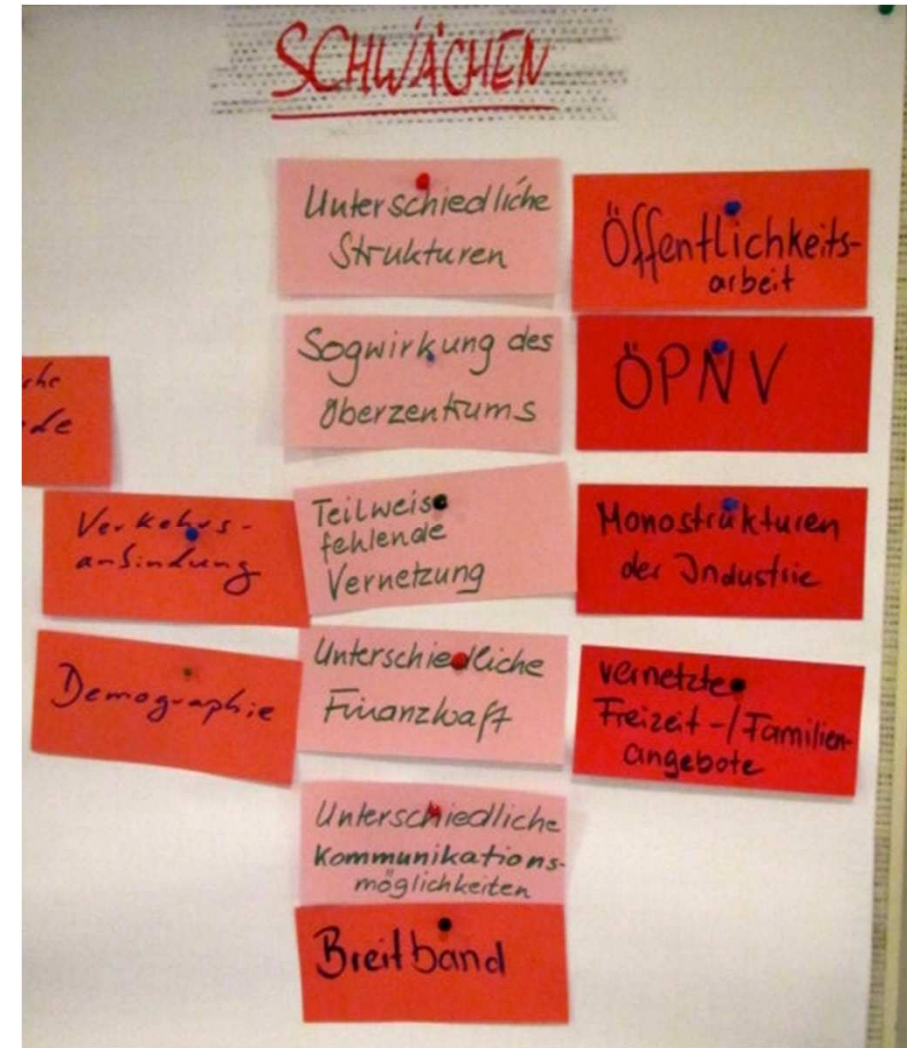 SCHWÄCHEN
Verkehrs-
anbindung
Demographie
Unterschiedliche
Strukturen
Sogwirkung des
Oberzentrums
Teilweise
fehlende
Vernetzung
Unterschiedliche
Finanzkraft
Unterschiedliche
Kommunikations-
möglichkeiten
Breitband
Öffentlichkeits-
arbeit
ÖPNV
Monostrukturen
der Industrie
vernetzte
Freizeit-/Familien-
angebote